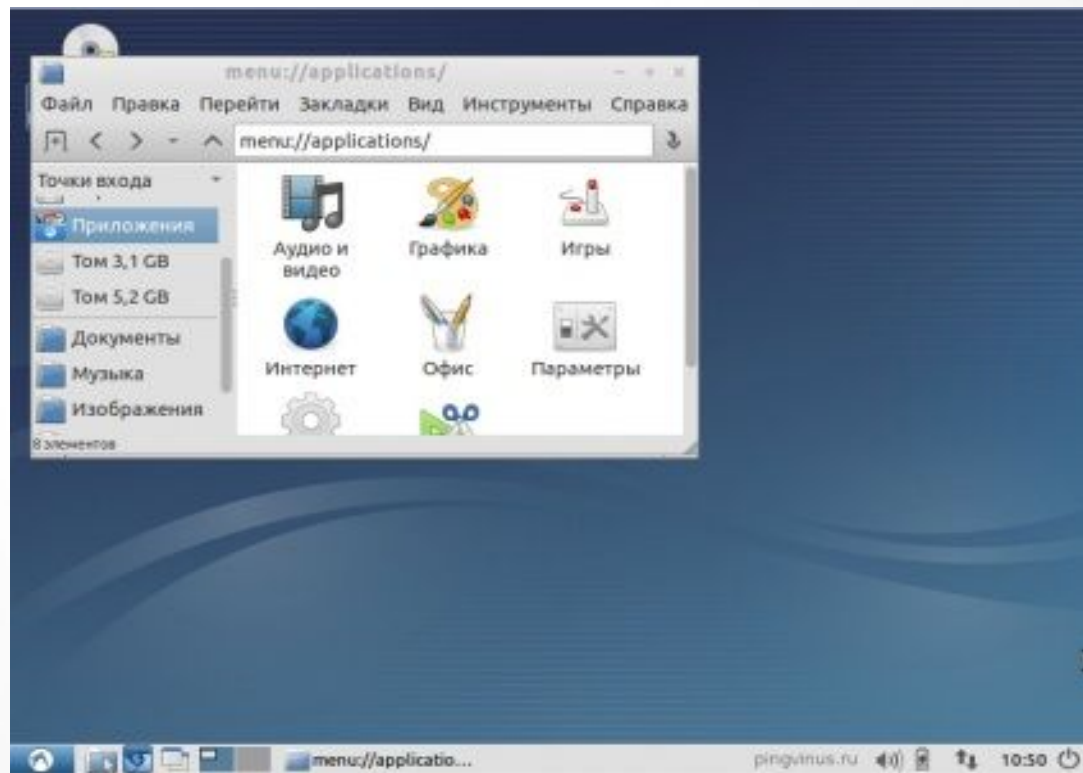 menu://applications/
Файл Правка Перейти Закладки Вид Инструменты Справка
menu://applications/
Точки входа
Приложения
Том 3,1 GB
Том 5,2 GB
Документы
Музыка
Изображения
Аудио и
видео
Графика
Игры
Интернет
Офис
Параметры
8 элементов
menu://applicatio...
pingvinus.ru
10:50